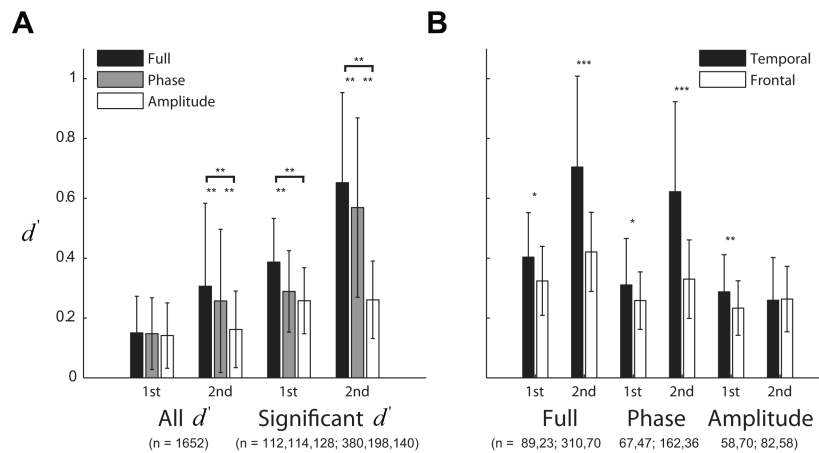 A
Full
Phase
Amplitude
**
** **
**
**
**
** **
1
0.8
0.6
0.4
0.2
0
d'
1st 2nd 1st 2nd
All d' Significant d'
(n = 1652) (n = 112,114,128; 380,198,140)
B
Temporal
Frontal
*
***
*
***
**
1st 2nd 1st 2nd 1st 2nd
Full Phase Amplitude
(n = 89,23; 310,70 67,47; 162,36 58,70; 82,58)